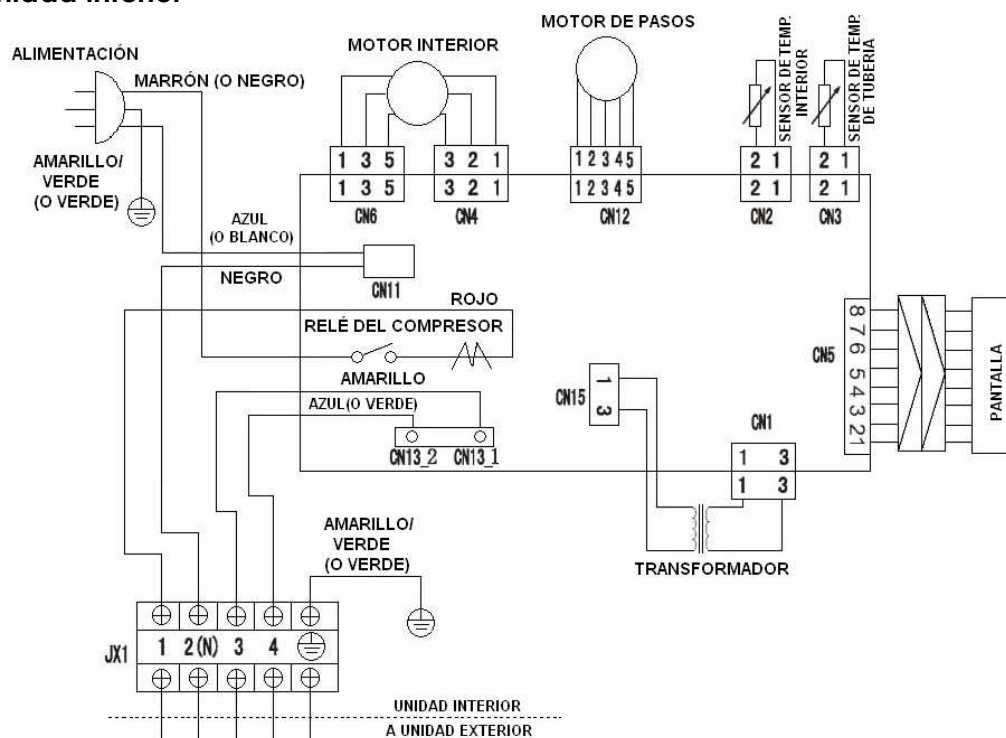 MOTOR DE PASOS
ALIMENTACIÓN
MOTOR INTERIOR
MARRÓN (O NEGRO)
SENSOR DE TEMP.
INTERIOR
SENSOR DE TEMP.
DE TUBERIA
AMARILLO/
VERDE
(O VERDE)
1 3 5
3 2 1
1 2 3 4 5
2 1
2 1
1 3 5
3 2 1
1 2 3 4 5
2 1
2 1
CN6
CN4
CN12
CN2
CN3
AZUL
(O BLANCO)
NEGRO
CN11
ROJO
RELÉ DEL COMPRESOR
AMARILLO
AZUL(O VERDE)
CN13_2
CN13_1
CN15
1
3
CN5
8
7
6
5
4
3
2
1
PANTALLA
CN1
1 3
1 3
TRANSFORMADOR
AMARILLO/
VERDE
(O VERDE)
JX1
1 2(N) 3 4
UNIDAD INTERIOR
A UNIDAD EXTERIOR